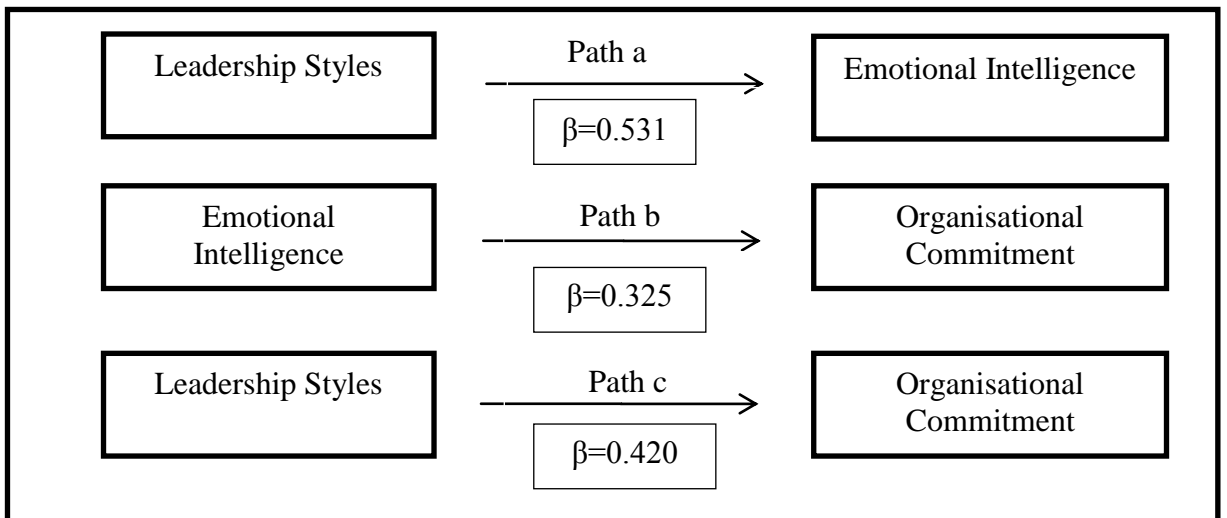 Leadership Styles
Path a
Emotional Intelligence
β=0.531
Emotional
Intelligence
Path b
Organisational
Commitment
β=0.325
Leadership Styles
Path c
Organisational
Commitment
β=0.420